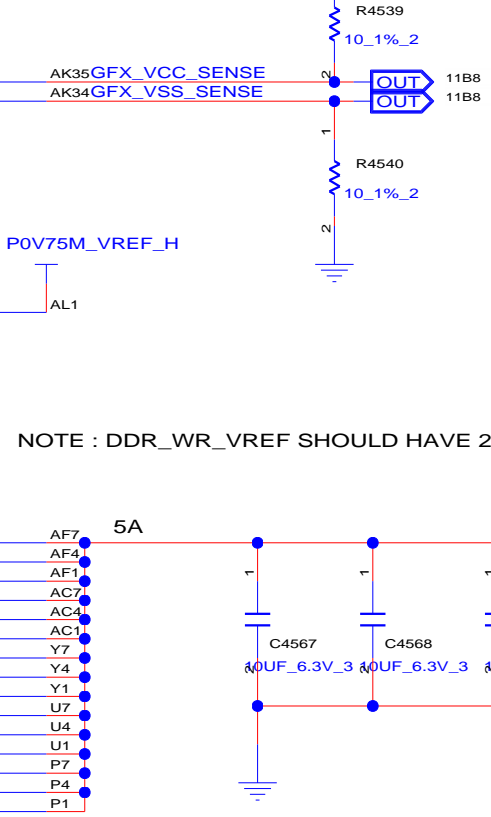 R4539
10_1%_2
2
AK35 GFX_VCC_SENSE OUT 11B8
AK34 GFX_VSS_SENSE OUT 11B8
1
R4540
10_1%_2
2
P0V75M_VREF_H
AL1
NOTE : DDR_WR_VREF SHOULD HAVE 2
5A
AF7
AF4
AF1
AC7
AC4
AC1
Y7
Y4
Y1
U7
U4
U1
P7
P4
P1
1 1 1
C4567 C4568
10UF_6.3V_3 10UF_6.3V_3
2 2